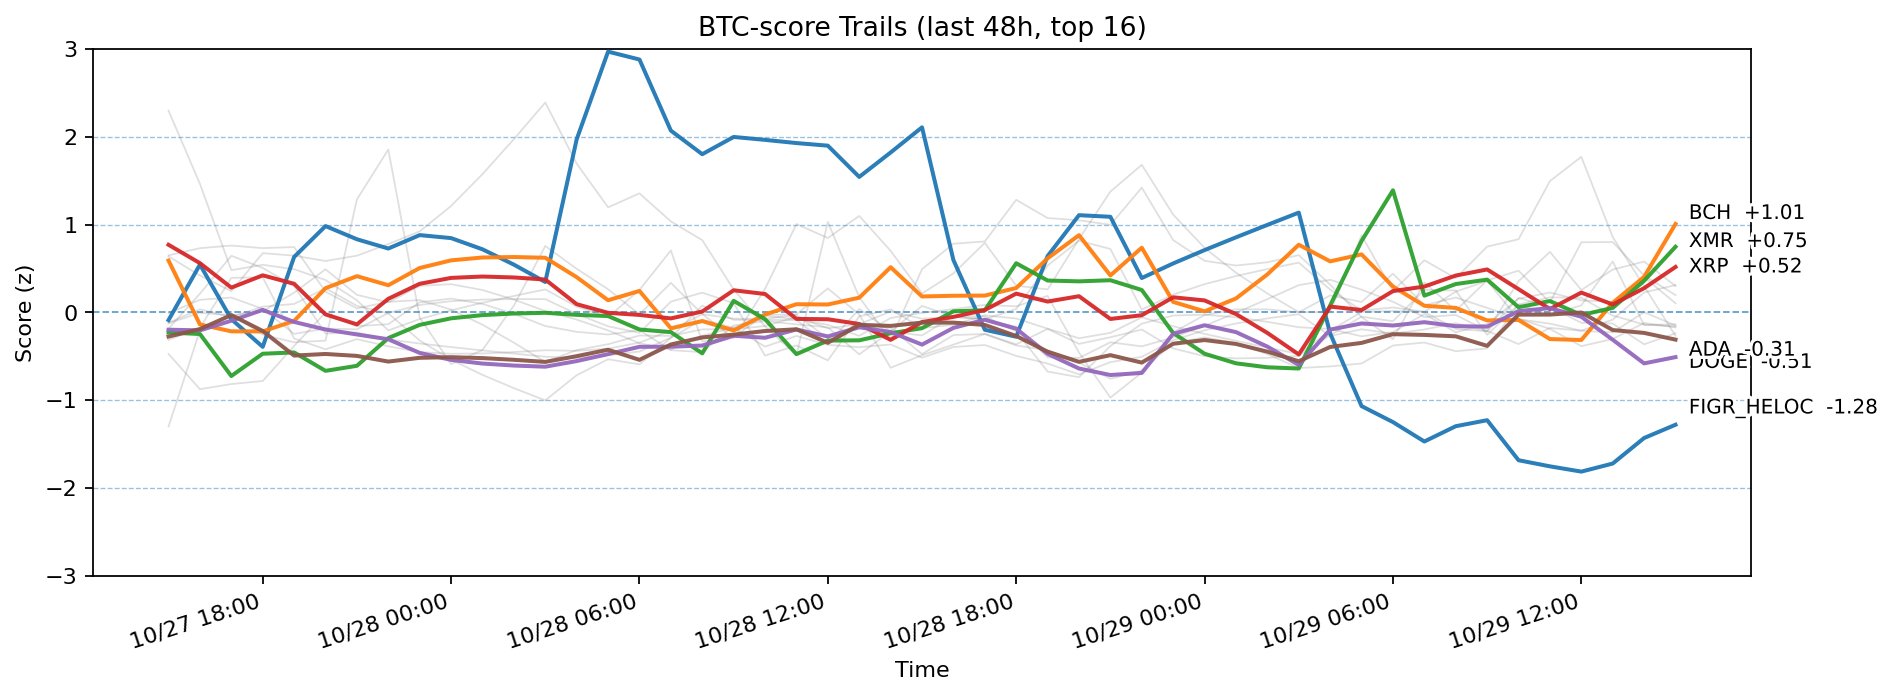 BTC-score Trails (last 48h, top 16)
Score (z)
3
2
1
0
−1
−2
−3
BCH +1.01
XMR +0.75
XRP +0.52
ADA -0.31
DOGE -0.51
FIGR_HELOC -1.28
10/27 18:00
10/28 00:00
10/28 06:00
10/28 12:00
10/28 18:00
10/29 00:00
10/29 06:00
10/29 12:00
Time